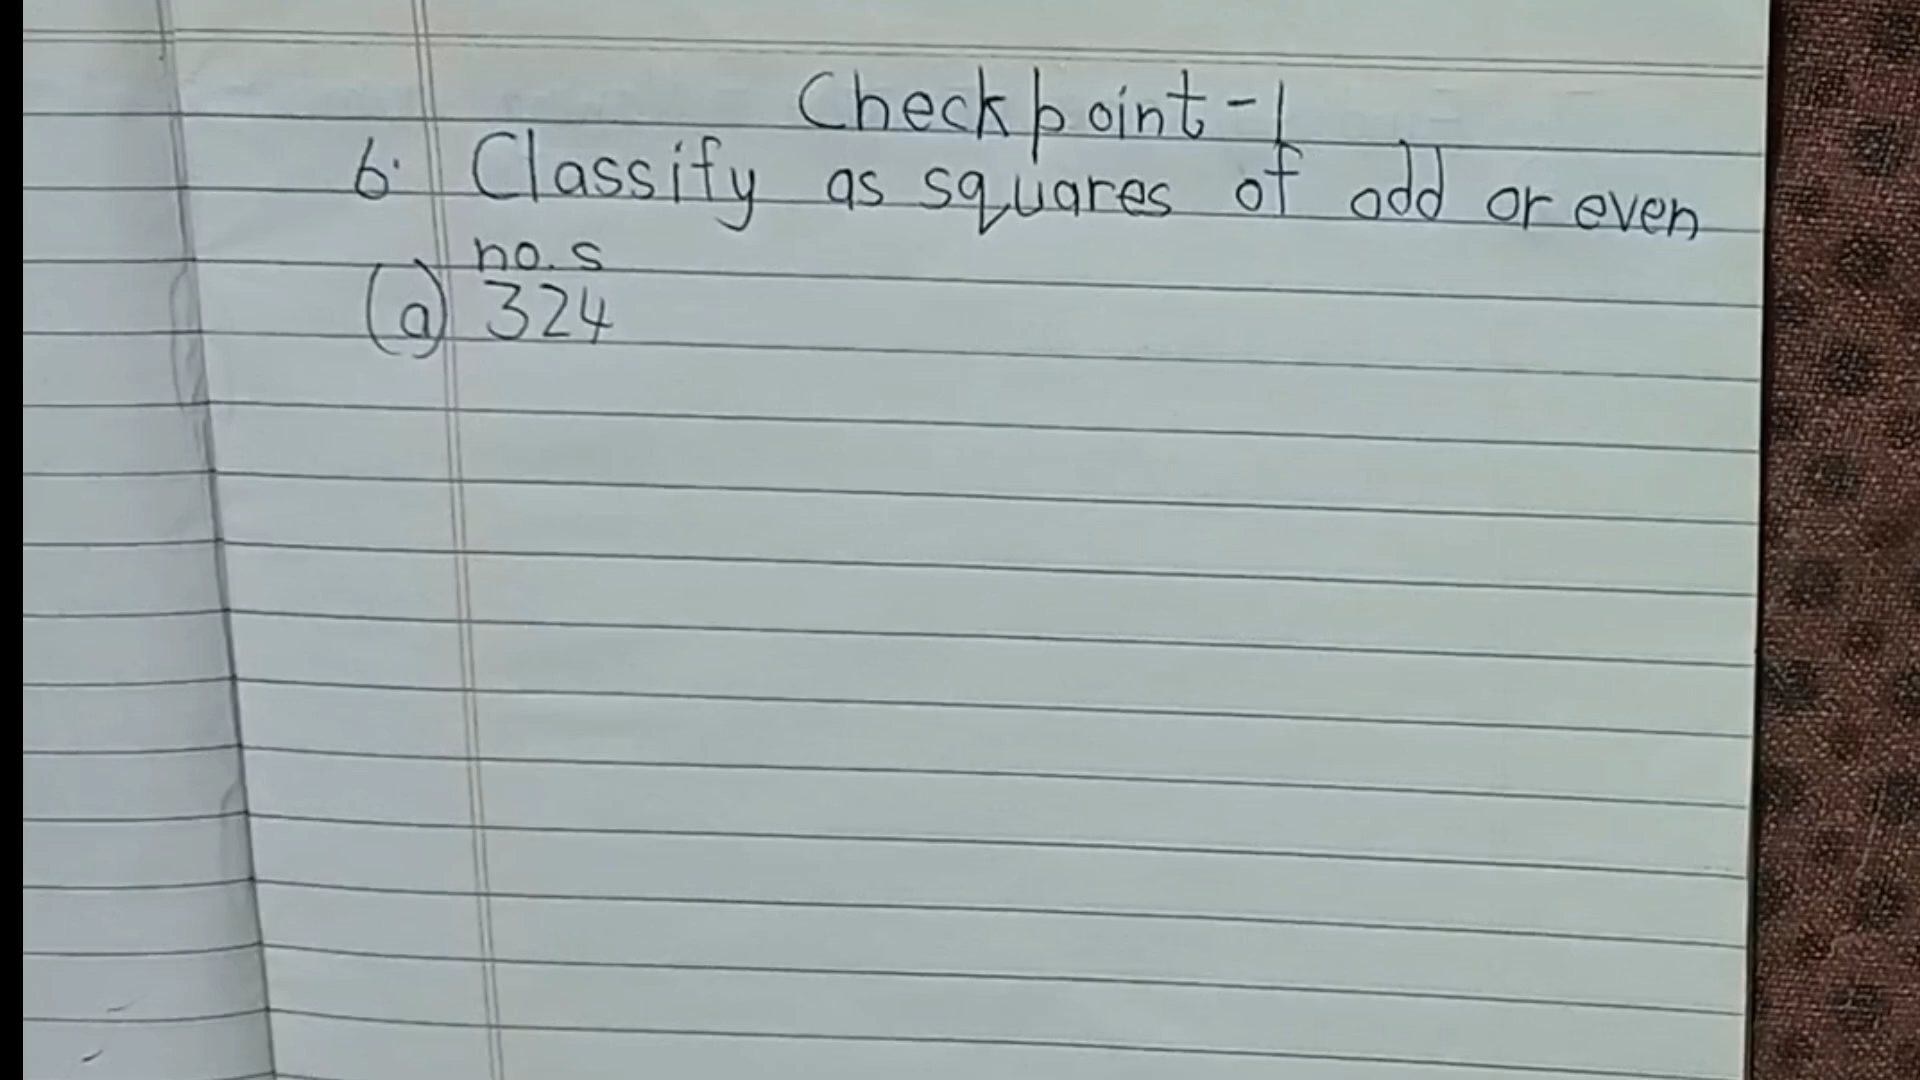 Checkpoint-1
6. Classify as squares of odd or even
no.s
(a) 324